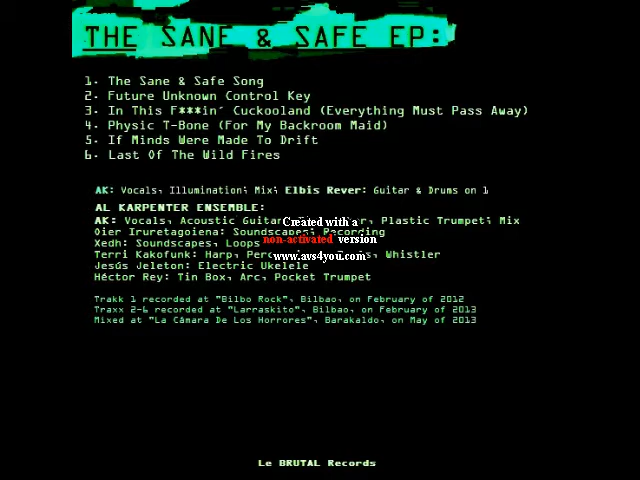 THE SANE & SAFE EP:
1. The Sane & Safe Song
2. Future Unknown Control Key
3. In This F***in´ Cuckooland (Everything Must Pass Away)
4. Physic T-Bone (For My Backroom Maid)
5. If Minds Were Made To Drift
6. Last Of The Wild Fires
AK: Vocals, Illumination; Mix; Elbis Rever: Guitar & Drums on 1
AL KARPENTER ENSEMBLE:
AK: Vocals, Acoustic Guitar, Plastic Trumpet; Mix
Oier Iruretagoiena: Soundscapes; Recording
Xedh: Soundscapes, Loops
Terri Kakofunk: Harp, Whistler
Jesús Jeleton: Electric Ukelele
Héctor Rey: Tin Box, Arc, Pocket Trumpet
Created with a
non-activated version
www.avs4you.com
Trakk 1 recorded at "Bilbo Rock", Bilbao, on February of 2012
Traxx 2-6 recorded at "Larraskito", Bilbao, on February of 2013
Mixed at "La Cámara De Los Horrores", Barakaldo, on May of 2013
Le BRUTAL Records